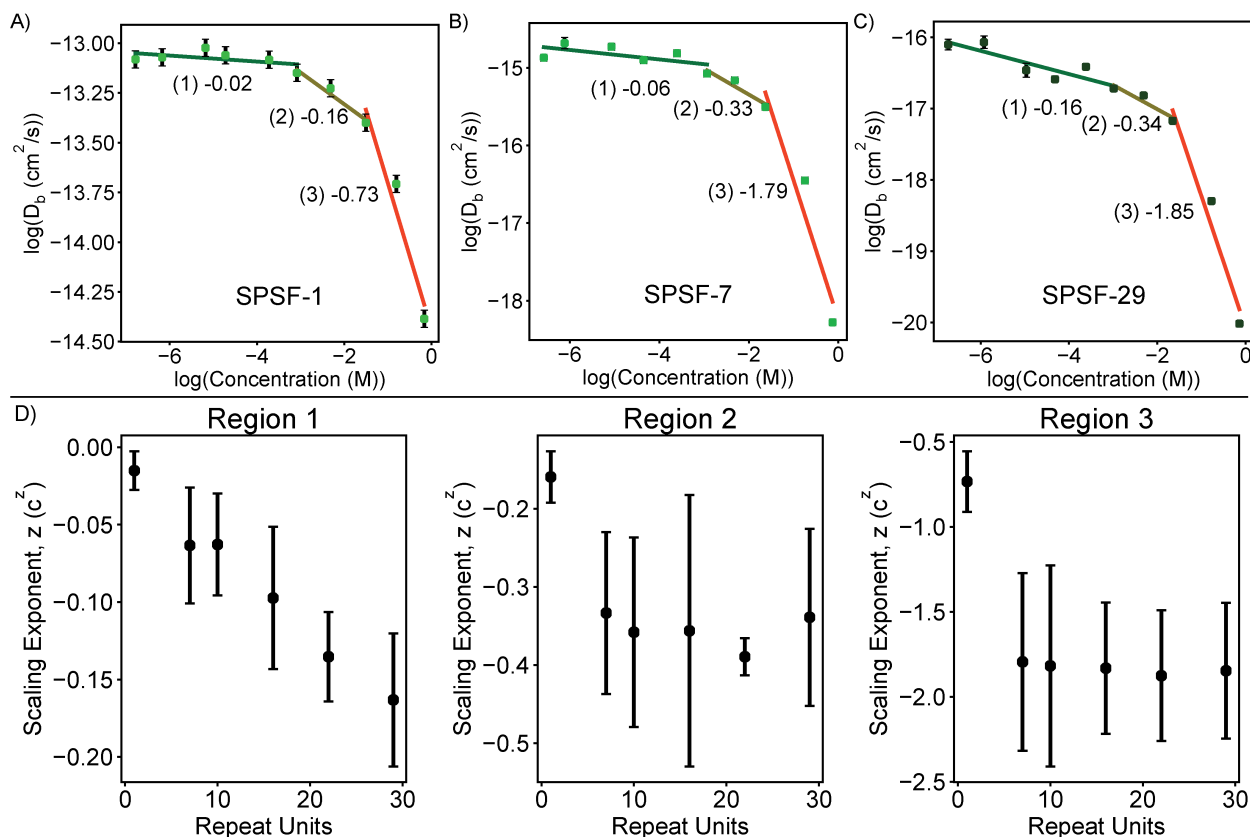 A)
log(D_b (cm^2/s))
−13.00
−13.25
−13.50
−13.75
−14.00
−14.25
−14.50
(1) -0.02
(2) -0.16
(3) -0.73
SPSF-1
−6 −4 −2 0
log(Concentration (M))
B)
log(D_b (cm^2/s))
−15
−16
−17
−18
(1) -0.06
(2) -0.33
(3) -1.79
SPSF-7
−6 −4 −2 0
log(Concentration (M))
C)
log(D_b (cm^2/s))
−16
−17
−18
−19
−20
(1) -0.16
(2) -0.34
(3) -1.85
SPSF-29
−6 −4 −2 0
log(Concentration (M))
D)
Region 1
Scaling Exponent, z (c^z)
0.00
−0.05
−0.10
−0.15
−0.20
0 10 20 30
Repeat Units
Region 2
Scaling Exponent, z (c^z)
−0.2
−0.3
−0.4
−0.5
0 10 20 30
Repeat Units
Region 3
Scaling Exponent, z (c^z)
−0.5
−1.0
−1.5
−2.0
−2.5
0 10 20 30
Repeat Units